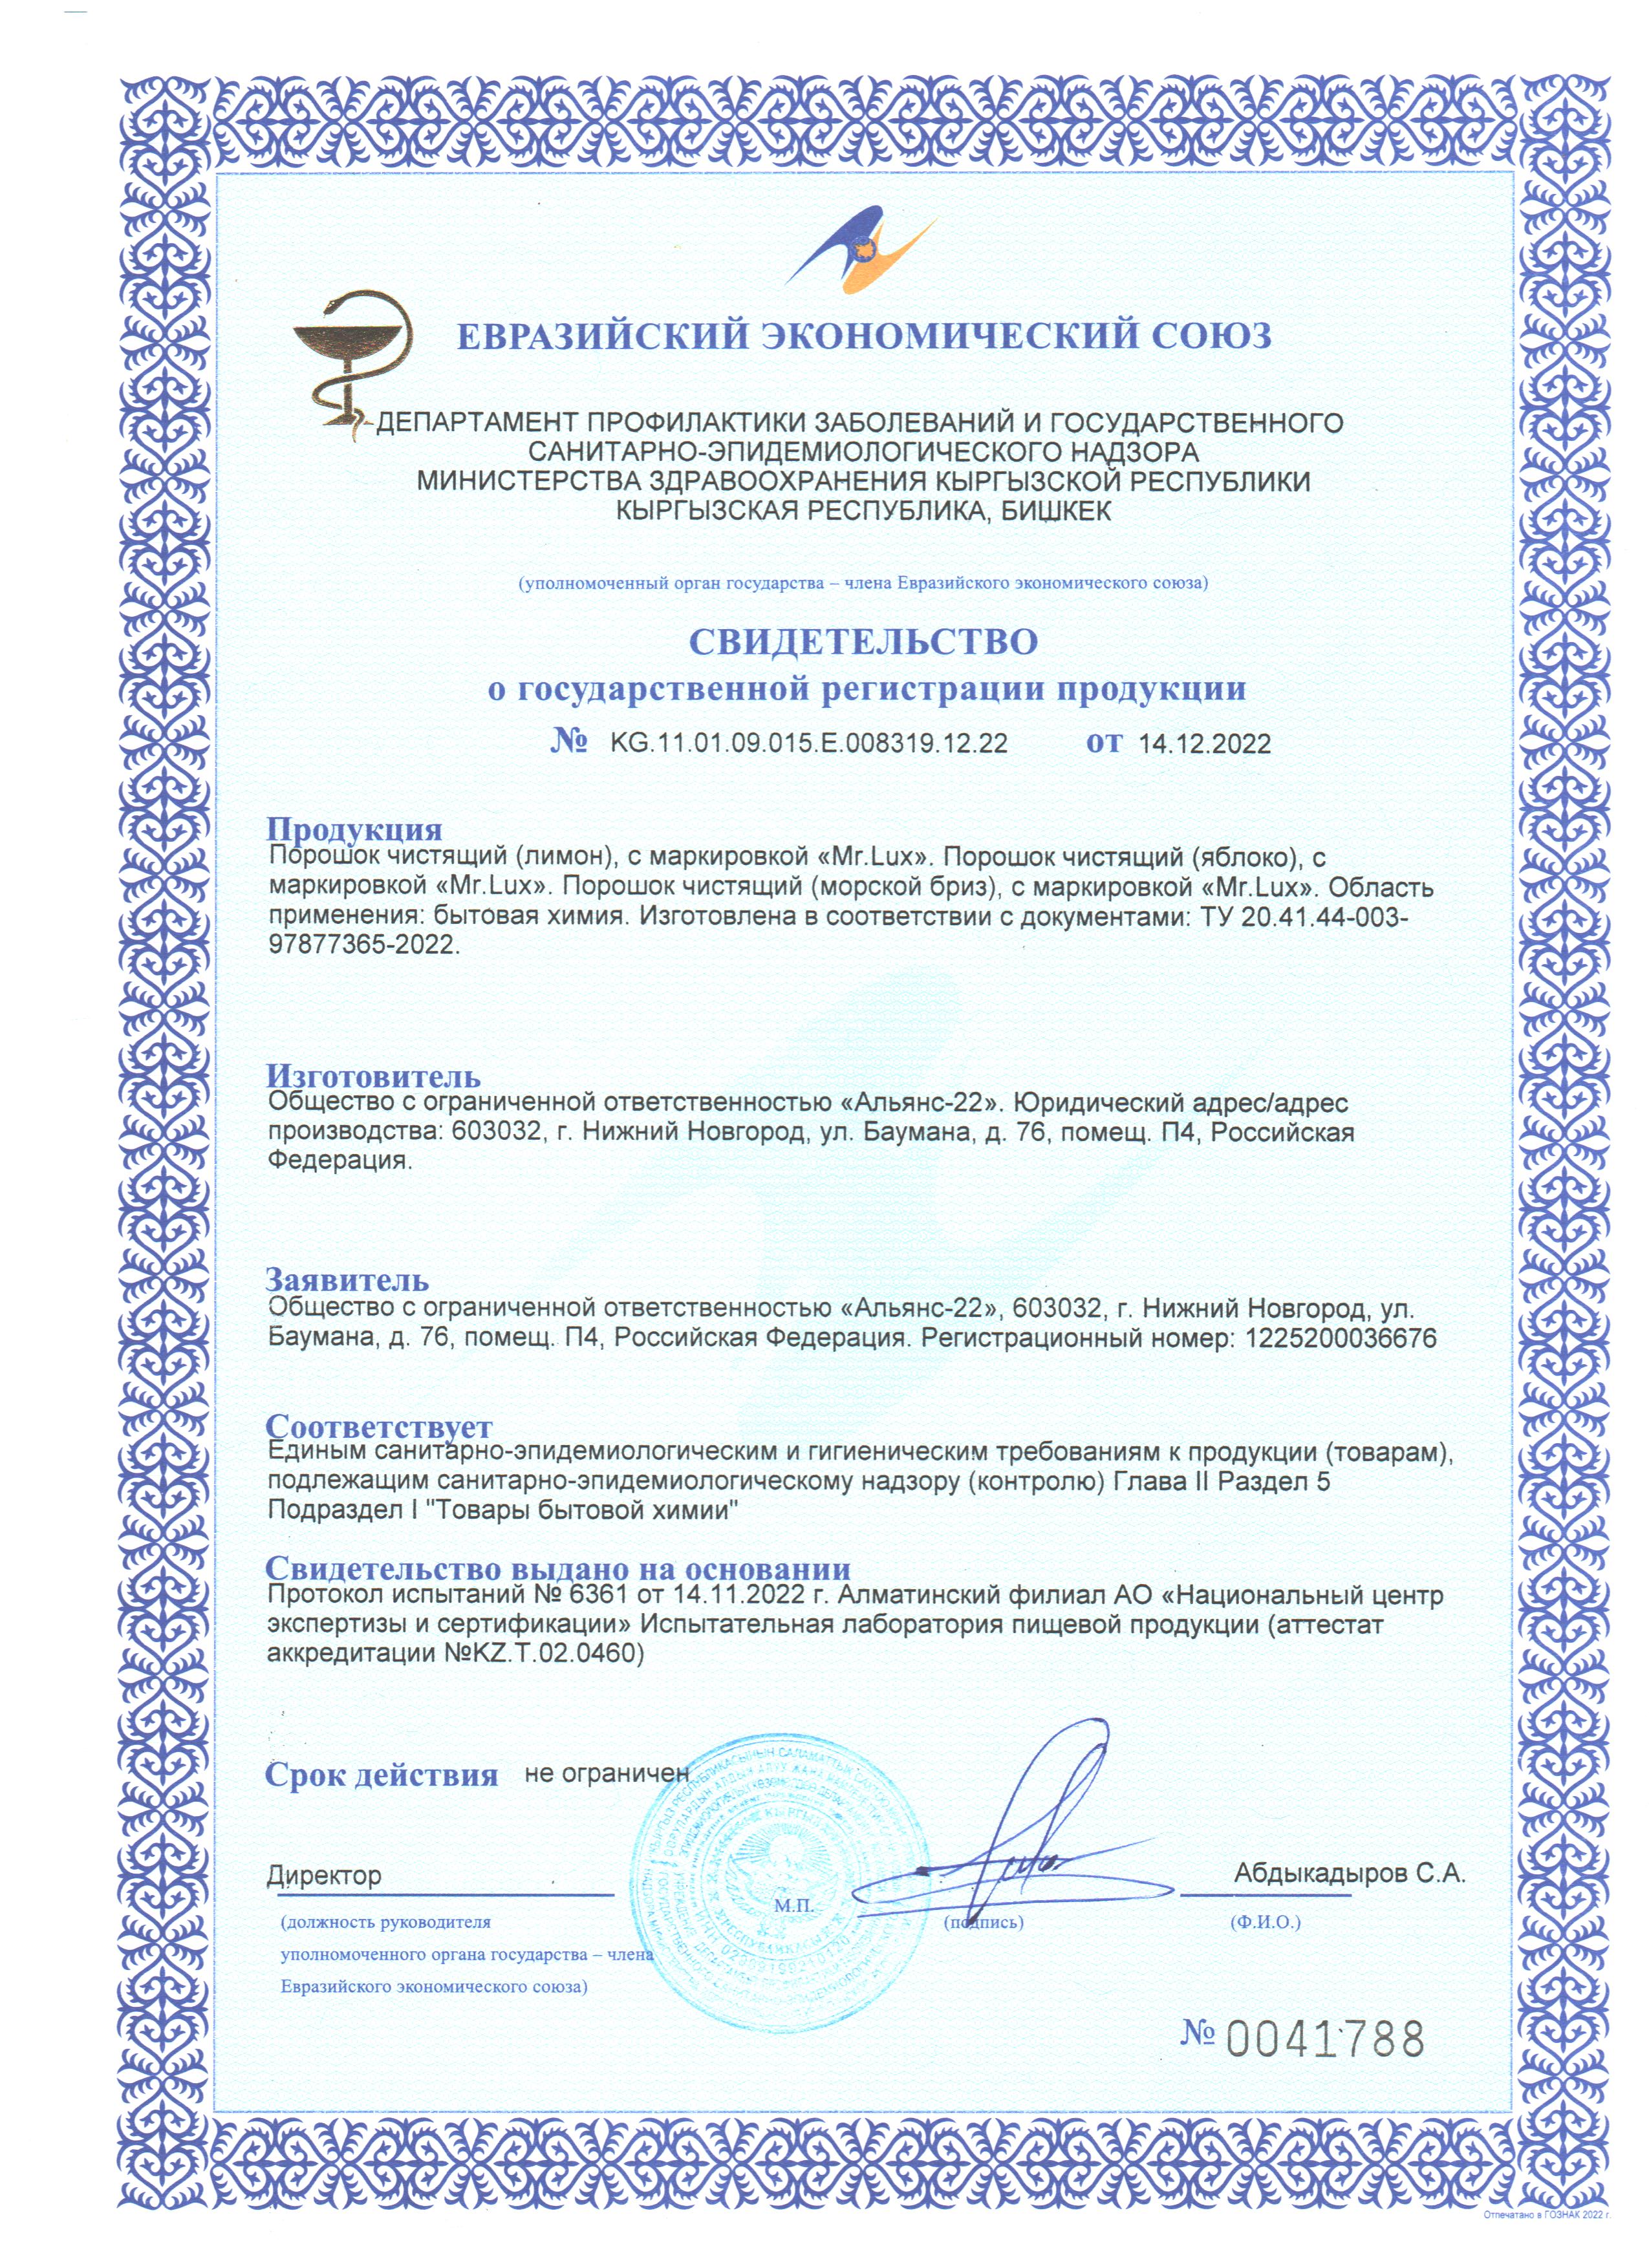 ЕВРАЗИЙСКИЙ ЭКОНОМИЧЕСКИЙ СОЮЗ
ДЕПАРТАМЕНТ ПРОФИЛАКТИКИ ЗАБОЛЕВАНИЙ И ГОСУДАРСТВЕННОГО
САНИТАРНО-ЭПИДЕМИОЛОГИЧЕСКОГО НАДЗОРА
МИНИСТЕРСТВА ЗДРАВООХРАНЕНИЯ КЫРГЫЗСКОЙ РЕСПУБЛИКИ
КЫРГЫЗСКАЯ РЕСПУБЛИКА, БИШКЕК
(уполномоченный орган государства – члена Евразийского экономического союза)
СВИДЕТЕЛЬСТВО
о государственной регистрации продукции
№ KG.11.01.09.015.E.008319.12.22 от 14.12.2022
Продукция
Порошок чистящий (лимон), с маркировкой «Mr.Lux». Порошок чистящий (яблоко), с
маркировкой «Mr.Lux». Порошок чистящий (морской бриз), с маркировкой «Mr.Lux». Область
применения: бытовая химия. Изготовлена в соответствии с документами: ТУ 20.41.44-003-
97877365-2022.
Изготовитель
Общество с ограниченной ответственностью «Альянс-22». Юридический адрес/адрес
производства: 603032, г. Нижний Новгород, ул. Баумана, д. 76, помещ. П4, Российская
Федерация.
Заявитель
Общество с ограниченной ответственностью «Альянс-22», 603032, г. Нижний Новгород, ул.
Баумана, д. 76, помещ. П4, Российская Федерация. Регистрационный номер: 1225200036676
Соответствует
Единым санитарно-эпидемиологическим и гигиеническим требованиям к продукции (товарам),
подлежащим санитарно-эпидемиологическому надзору (контролю) Глава II Раздел 5
Подраздел I "Товары бытовой химии"
Свидетельство выдано на основании
Протокол испытаний № 6361 от 14.11.2022 г. Алматинский филиал АО «Национальный центр
экспертизы и сертификации» Испытательная лаборатория пищевой продукции (аттестат
аккредитации №KZ.T.02.0460)
Срок действия не ограничен
Директор
Абдыкадыров С.А.
М.П.
(должность руководителя
(подпись)
(Ф.И.О.)
уполномоченного органа государства – члена
Евразийского экономического союза)
№ 0041788
Отпечатано в ГОЗНАК 2022 г.